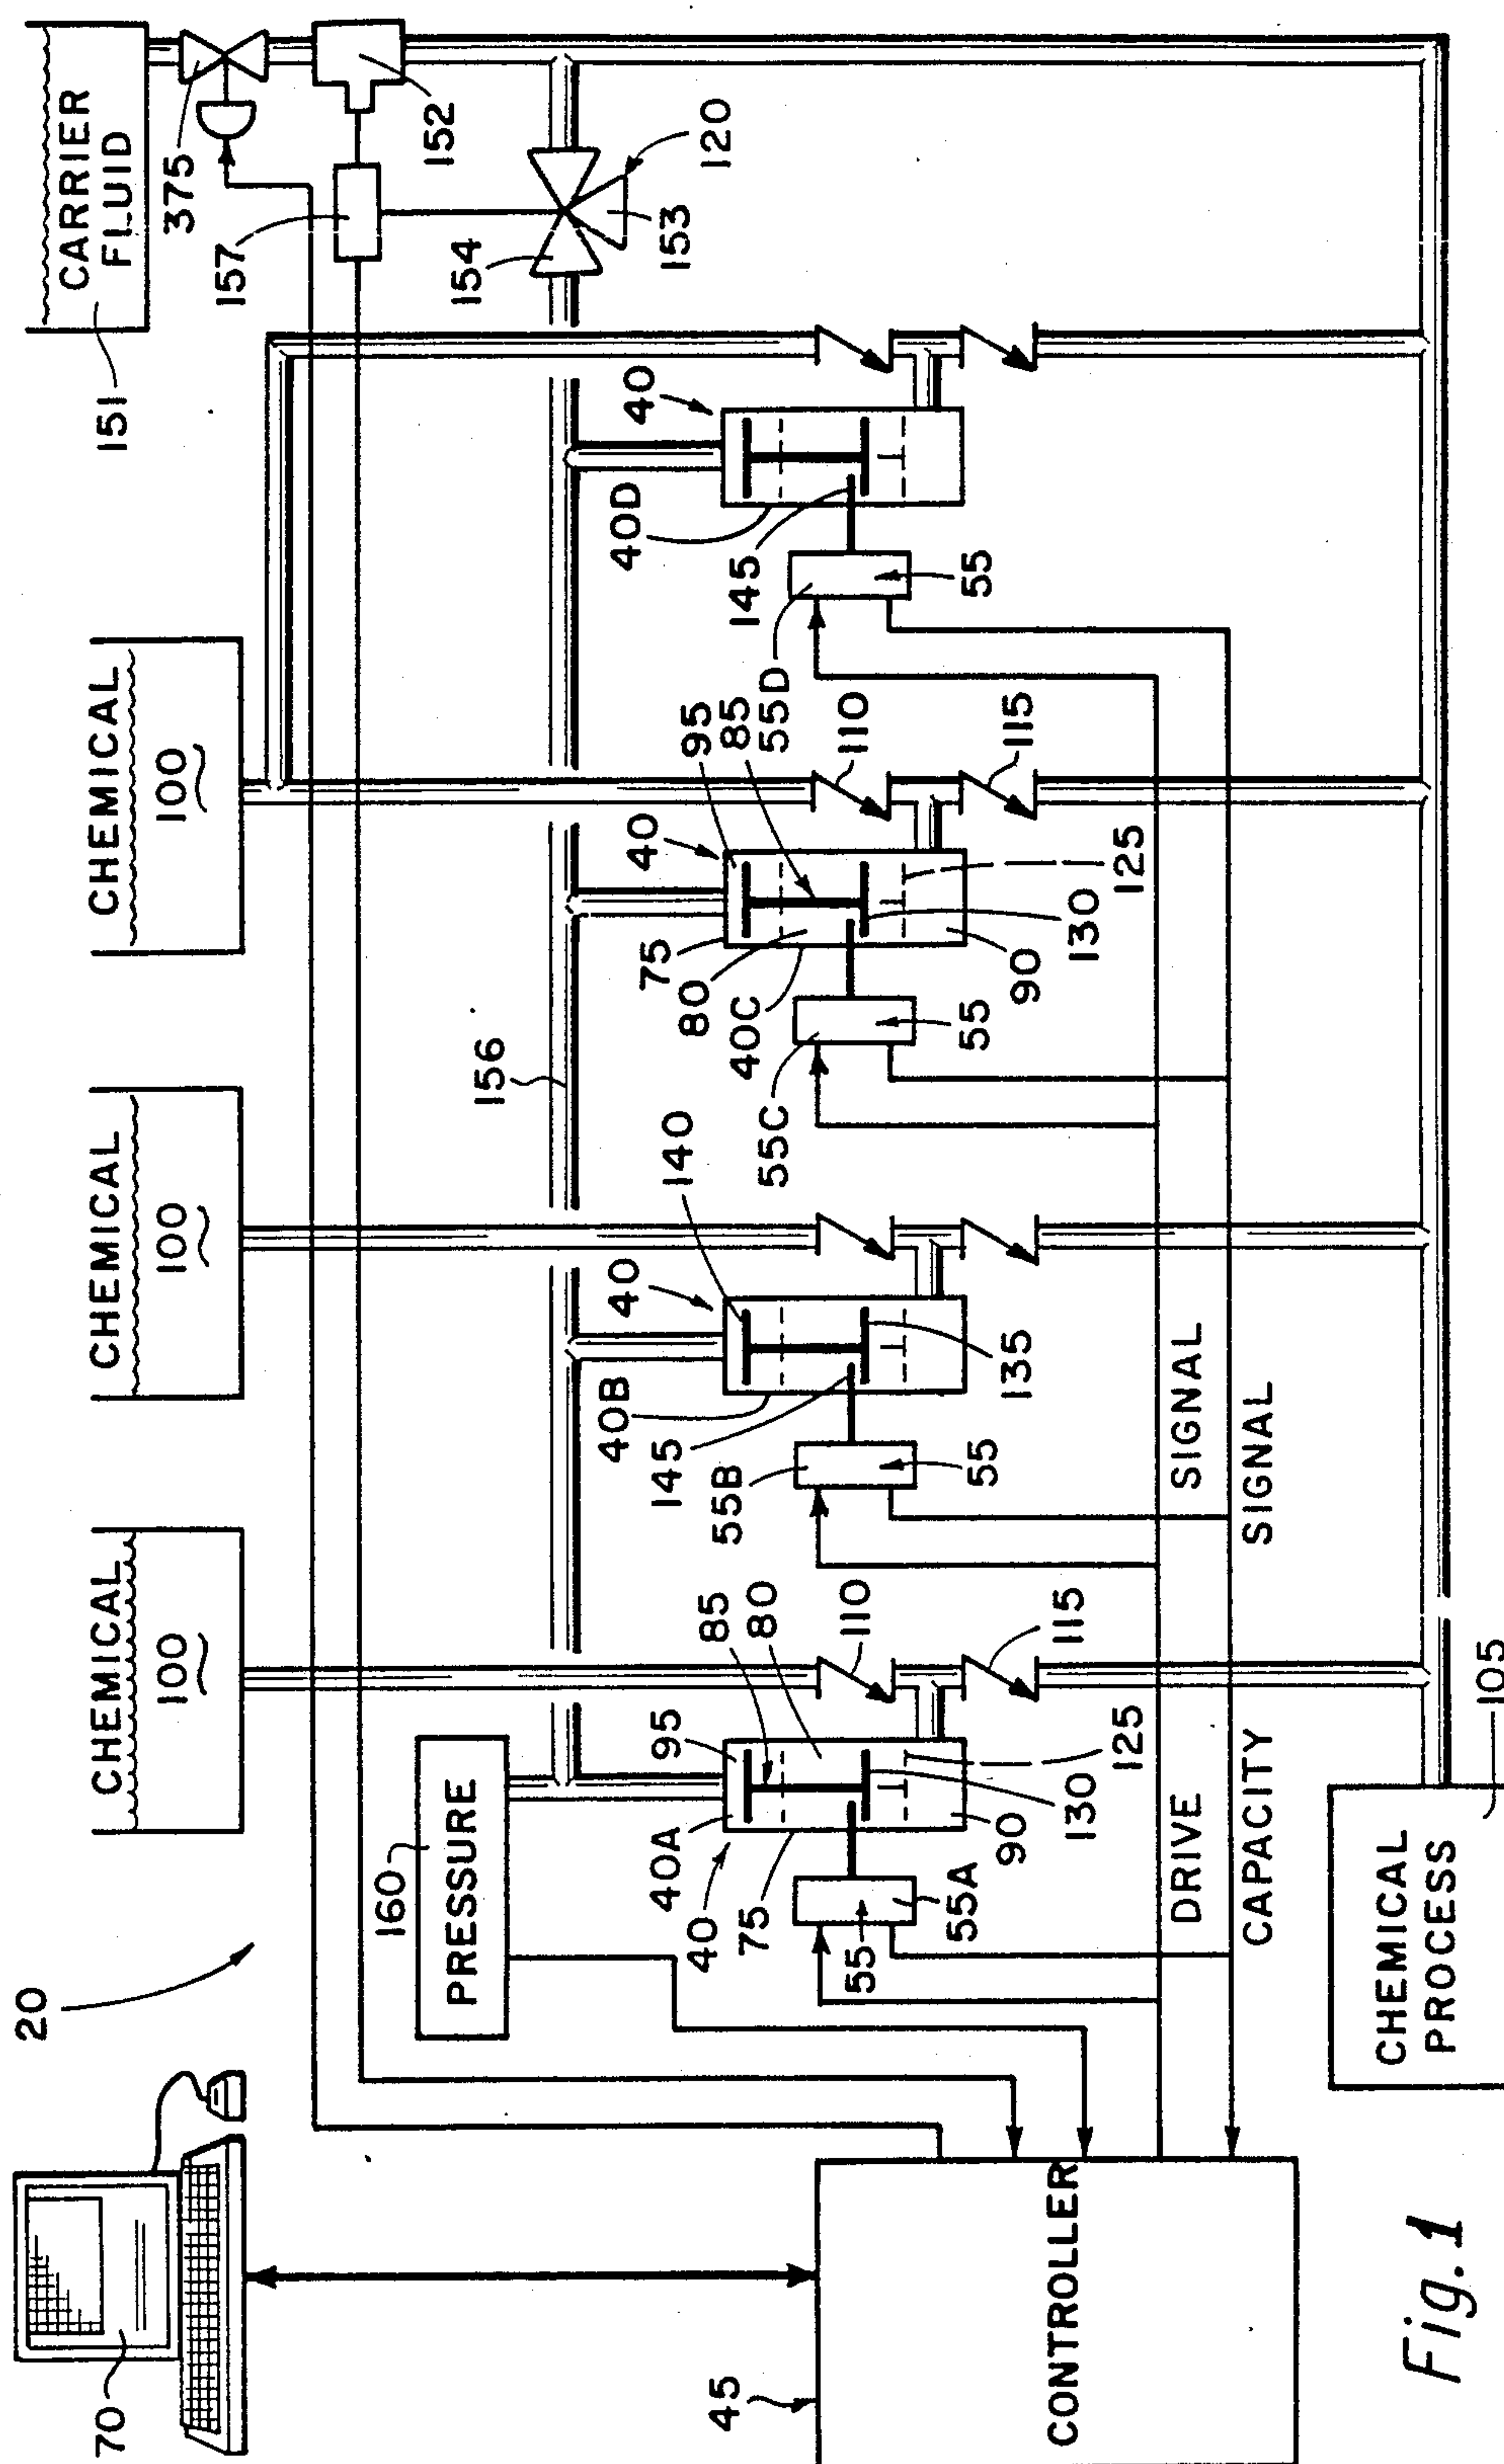 20
70
45
CONTROLLER
CHEMICAL
100
CHEMICAL
100
CHEMICAL
100
CARRIER
FLUID
151
375
157
152
154
153
120
156
160
PRESSURE
40A
40
75
95
85
80
110
115
55
55A
90
130
125
140
40
40B
145
55B
55
135
40
75
80
40C
95
85
110
115
55C
55
90
130
125
40
40D
145
55D
55
DRIVE SIGNAL
CAPACITY SIGNAL
CHEMICAL
PROCESS
105
Fig. 1